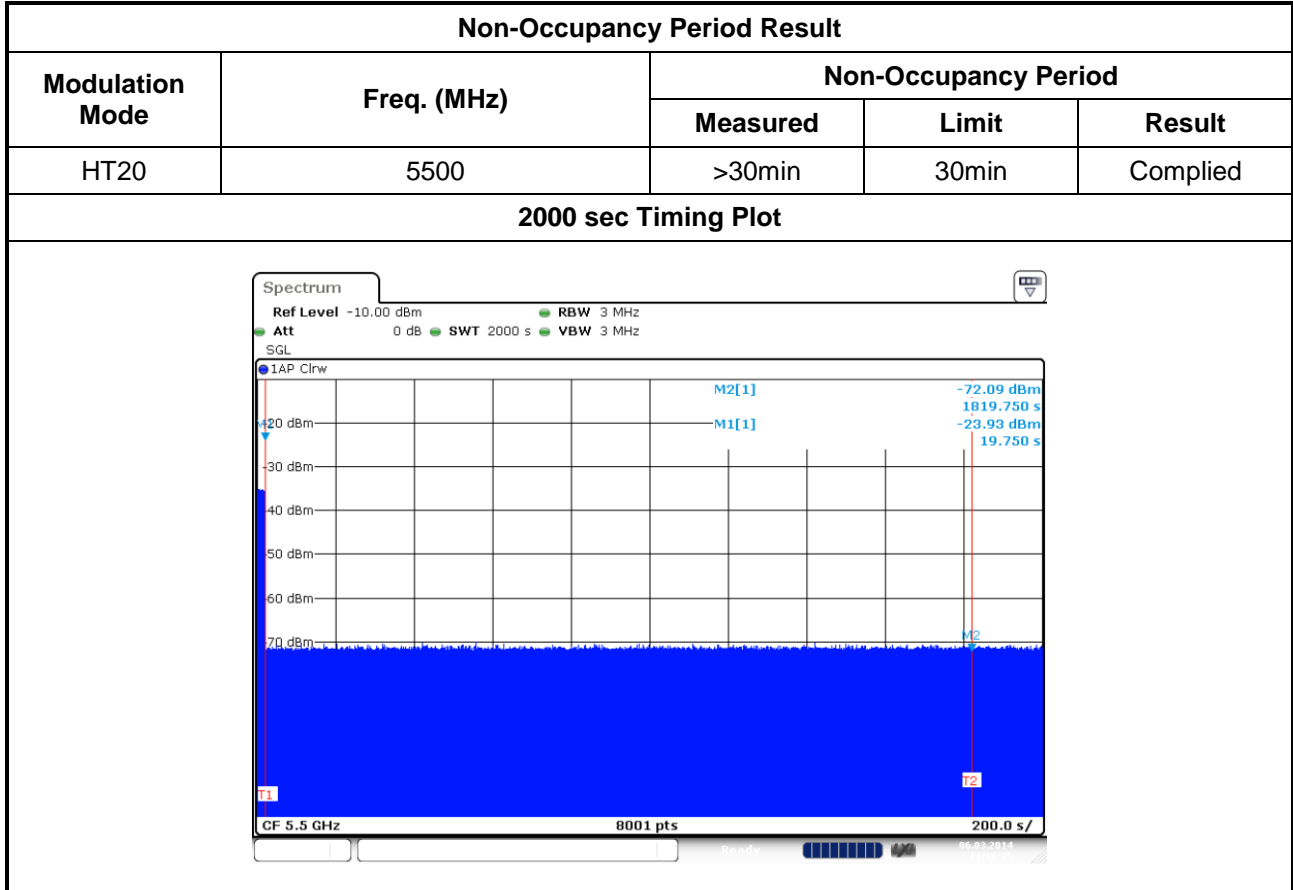 Non-Occupancy Period Result
Modulation Mode
Freq. (MHz)
Non-Occupancy Period
Measured
Limit
Result
HT20
5500
>30min
30min
Complied
2000 sec Timing Plot
Spectrum
Ref Level -10.00 dBm
RBW 3 MHz
Att 0 dB
SWT 2000 s
VBW 3 MHz
SGL
1AP Clrw
M2[1] -72.09 dBm
1819.750 s
M1[1] -23.93 dBm
19.750 s
-20 dBm
-30 dBm
-40 dBm
-50 dBm
-60 dBm
-70 dBm
M2
T1
T2
CF 5.5 GHz
8001 pts
200.0 s/
Ready
06.03.2014